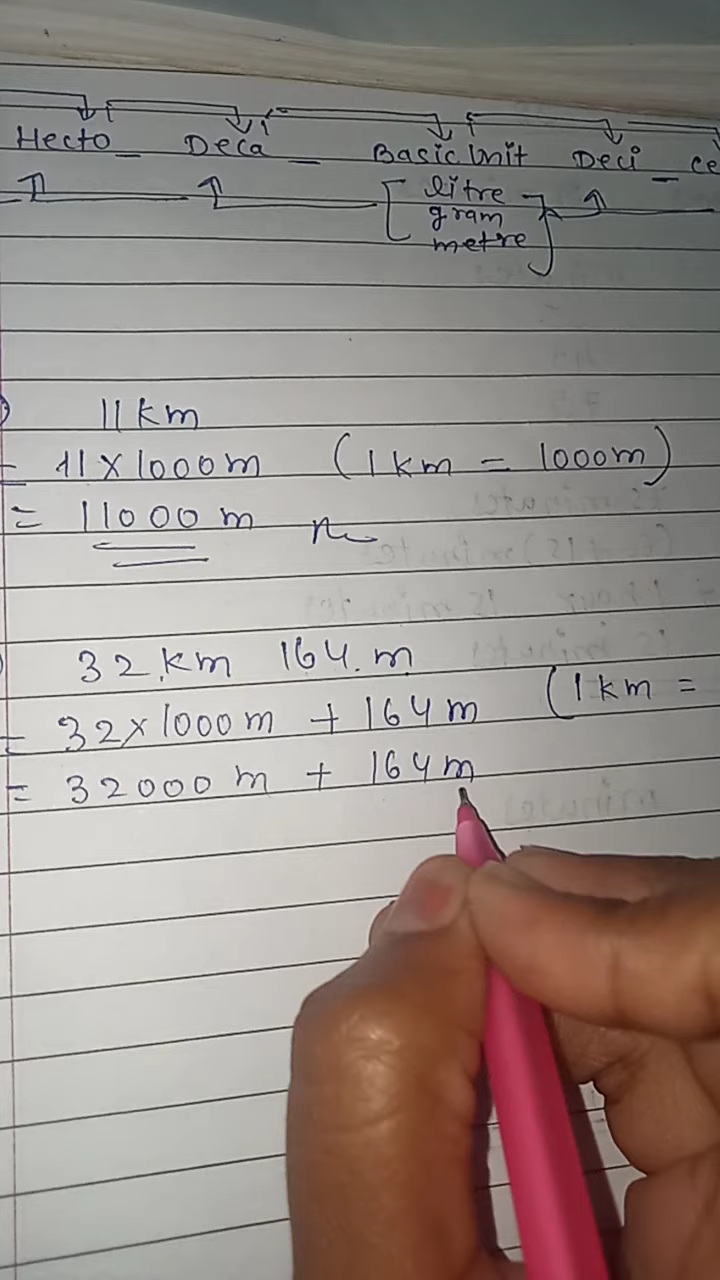 Hecto _ Deca _ Basic Unit Deci _ ce
[ litre
gram
metre ]
11 km
= 11 × 1000 m (1 km = 1000 m)
= 11000 m
32 km 164 m
= 32 × 1000 m + 164 m (1 km =
= 32000 m + 164 m